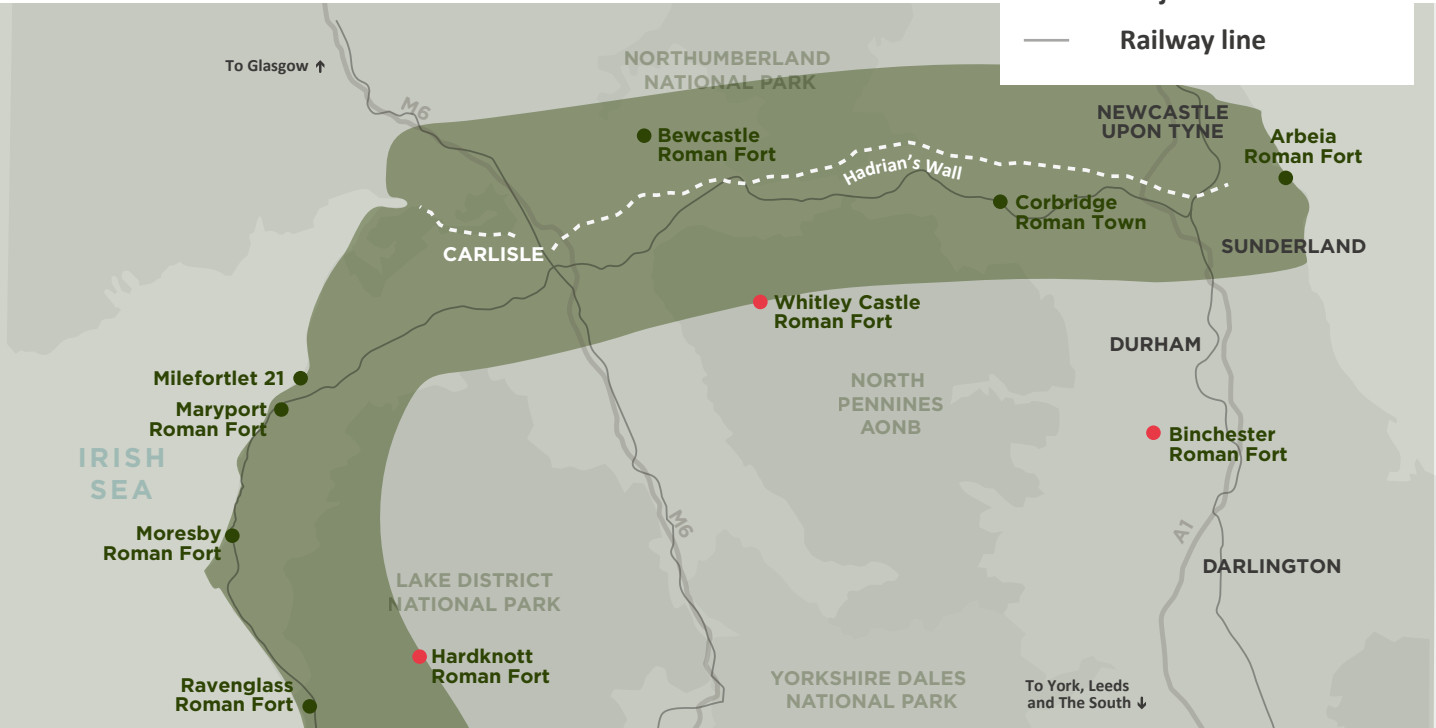 Railway line
To Glasgow ↑
NORTHUMBERLAND
NATIONAL PARK
M6
NEWCASTLE
UPON TYNE
Bewcastle
Roman Fort
Arbeia
Roman Fort
Hadrian's Wall
Corbridge
Roman Town
CARLISLE
SUNDERLAND
Whitley Castle
Roman Fort
DURHAM
Milefortlet 21
Maryport
Roman Fort
NORTH
PENNINES
AONB
Binchester
Roman Fort
IRISH
SEA
Moresby
Roman Fort
M6
A1
DARLINGTON
LAKE DISTRICT
NATIONAL PARK
Hardknott
Roman Fort
Ravenglass
Roman Fort
YORKSHIRE DALES
NATIONAL PARK
To York, Leeds
and The South ↓